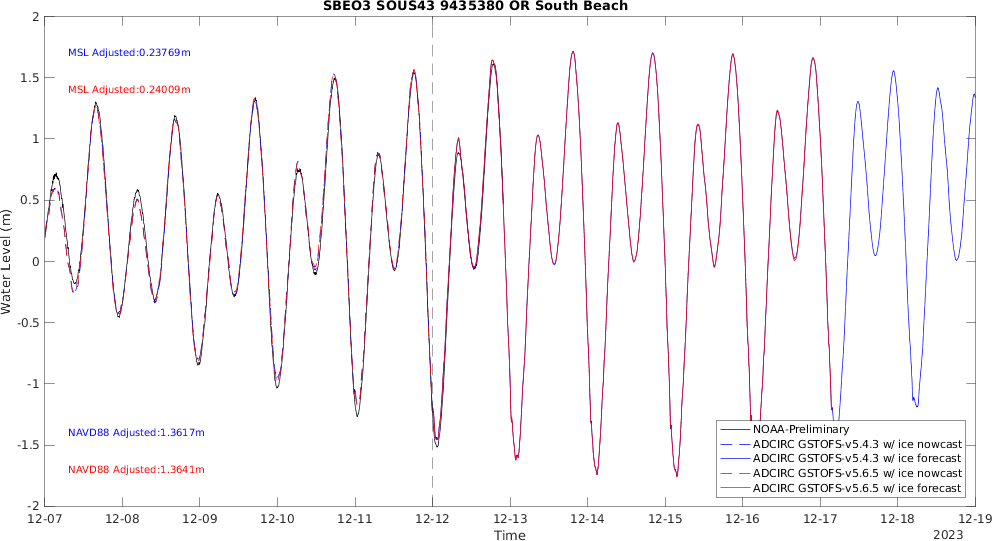 SBEO3 SOUS43 9435380 OR South Beach
2
1.5
1
0.5
0
-0.5
-1
-1.5
-2
Water Level (m)
MSL Adjusted:0.23769m
MSL Adjusted:0.24009m
NAVD88 Adjusted:1.3617m
NAVD88 Adjusted:1.3641m
NOAA-Preliminary
ADCIRC GSTOFS-v5.4.3 w/ ice nowcast
ADCIRC GSTOFS-v5.4.3 w/ ice forecast
ADCIRC GSTOFS-v5.6.5 w/ ice nowcast
ADCIRC GSTOFS-v5.6.5 w/ ice forecast
12-07 12-08 12-09 12-10 12-11 12-12 12-13 12-14 12-15 12-16 12-17 12-18 12-19
Time
2023